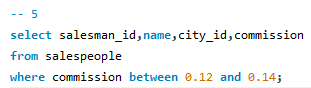 -- 5
select salesman_id,name,city_id,commission
from salespeople
where commission between 0.12 and 0.14;